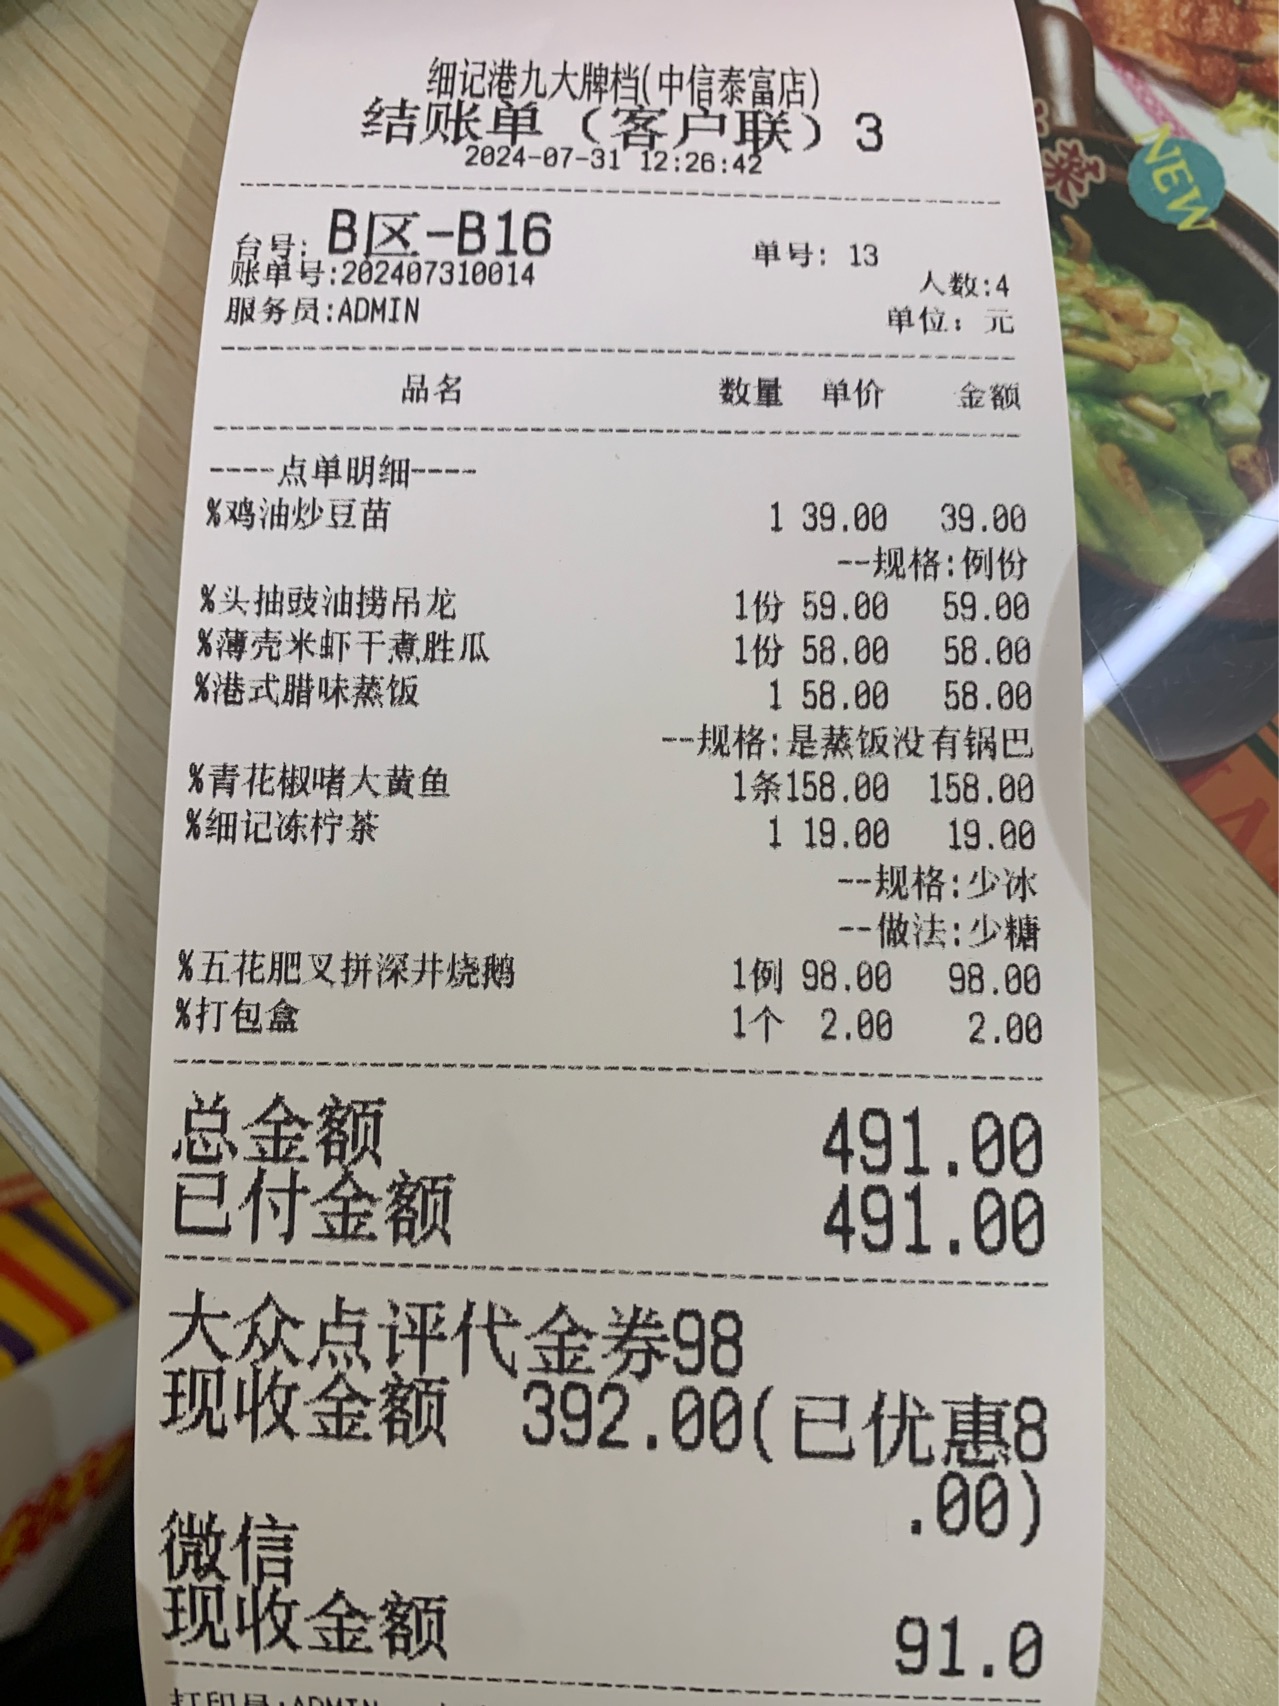 细记港九大牌档(中信泰富店)
结账单（客户联）3
2024-07-31 12:26:42
台号: B区-B16 单号: 13
账单号:202407310014 人数:4
服务员:ADMIN 单位: 元
品名 数量 单价 金额
----点单明细----
%鸡油炒豆苗 1 39.00 39.00
--规格:例份
%头抽豉油捞吊龙 1份 59.00 59.00
%薄壳米虾干煮胜瓜 1份 58.00 58.00
%港式腊味蒸饭 1 58.00 58.00
--规格:是蒸饭没有锅巴
%青花椒啫大黄鱼 1条158.00 158.00
%细记冻柠茶 1 19.00 19.00
--规格:少冰
--做法:少糖
%五花肥叉拼深井烧鹅 1例 98.00 98.00
%打包盒 1个 2.00 2.00
总金额 491.00
已付金额 491.00
大众点评代金券98
现收金额 392.00(已优惠8
.00)
微信
现收金额 91.0
打印员:ADMIN
NEW